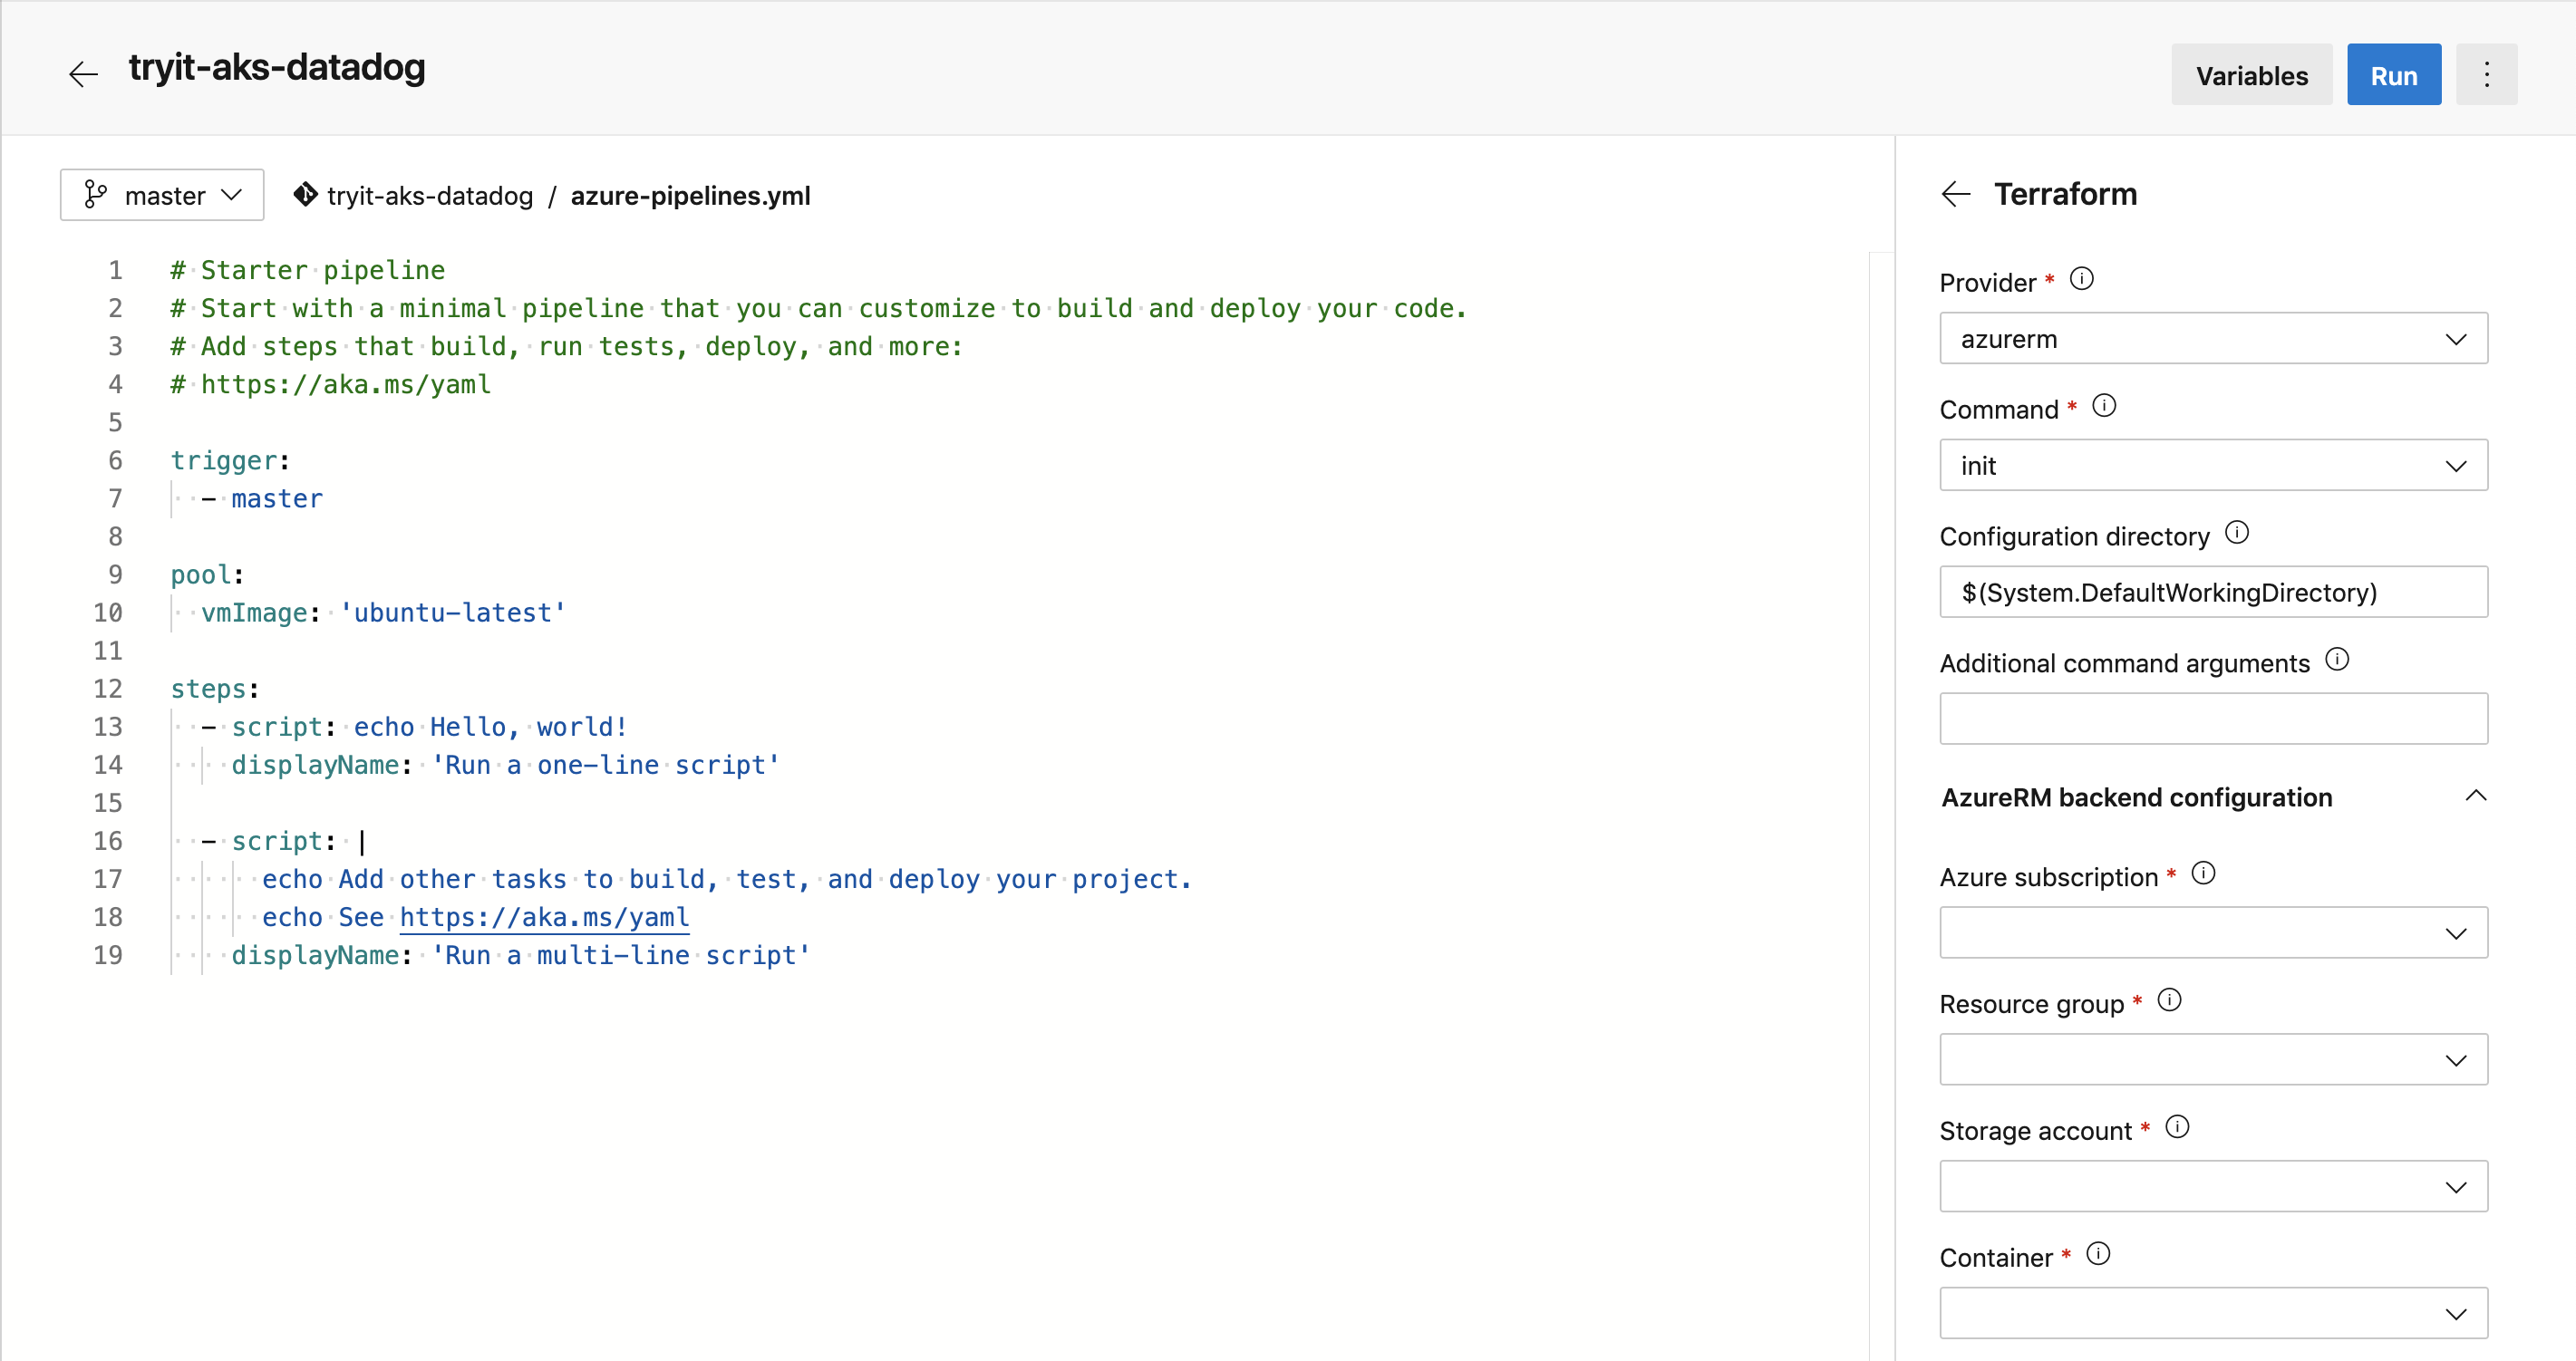 tryit-aks-datadog
Variables
Run
master
tryit-aks-datadog / azure-pipelines.yml
1 # Starter pipeline
2 # Start with a minimal pipeline that you can customize to build and deploy your code.
3 # Add steps that build, run tests, deploy, and more:
4 # https://aka.ms/yaml
5
6 trigger:
7   - master
8
9 pool:
10   vmImage: 'ubuntu-latest'
11
12 steps:
13   - script: echo Hello, world!
14     displayName: 'Run a one-line script'
15
16   - script: |
17       echo Add other tasks to build, test, and deploy your project.
18       echo See https://aka.ms/yaml
19     displayName: 'Run a multi-line script'
Terraform
Provider *
azurerm
Command *
init
Configuration directory
$(System.DefaultWorkingDirectory)
Additional command arguments
AzureRM backend configuration
Azure subscription *
Resource group *
Storage account *
Container *